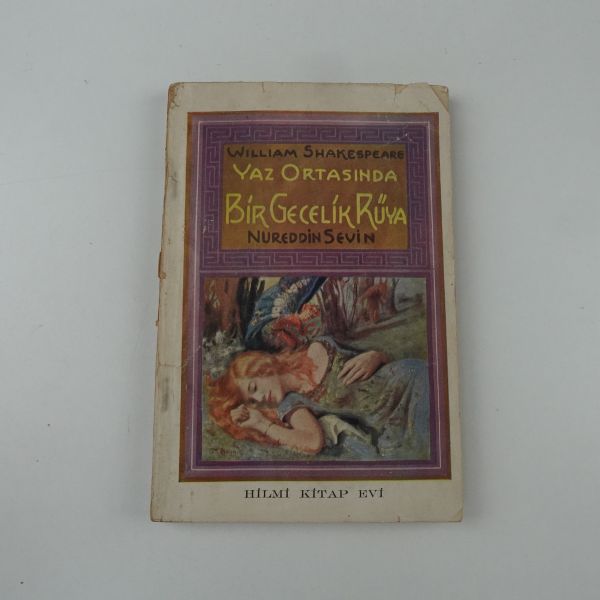 WILLIAM SHAKESPEARE
YAZ ORTASINDA
BİR GECELİK RÜYA
NUREDDİN SEVİN
HİLMİ KİTAP EVİ